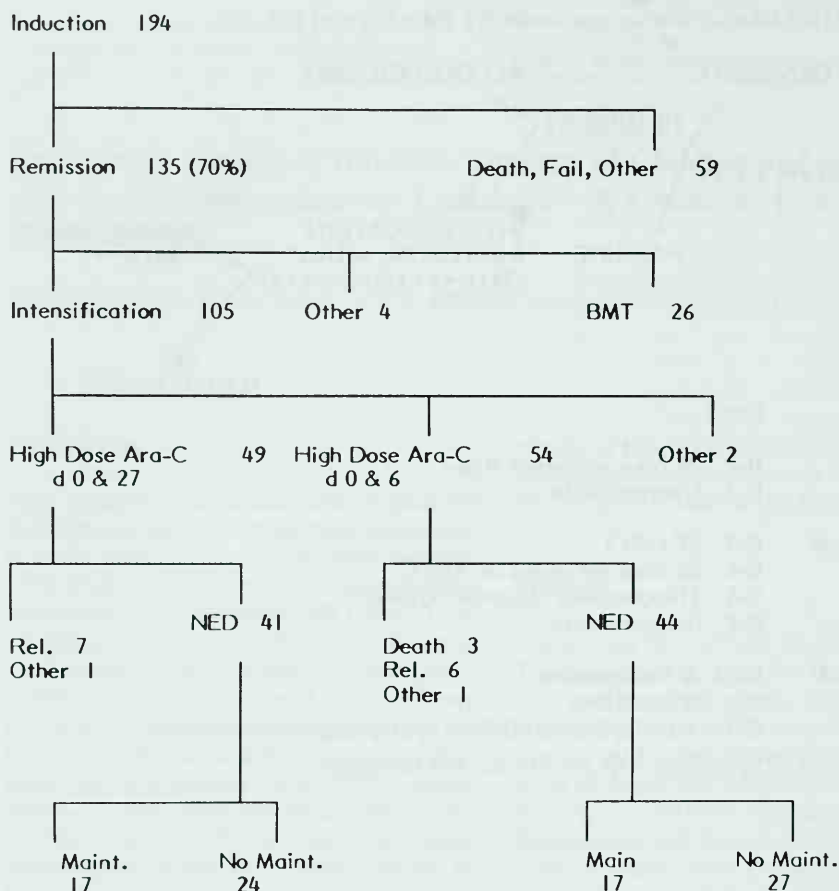 Induction 194
Remission 135 (70%) Death, Fail, Other 59
Intensification 105 Other 4 BMT 26
High Dose Ara-C 49 High Dose Ara-C 54 Other 2
d 0 & 27 d 0 & 6
NED 41 NED 44
Rel. 7 Death 3
Other 1 Rel. 6
Other 1
Maint. No Maint. Main No Maint.
17 24 17 27